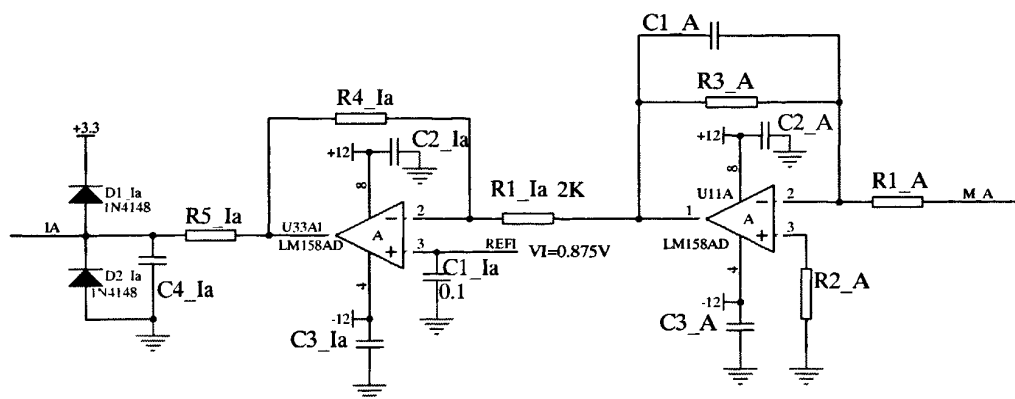 C1_A
R4_Ia
R3_A
+3.3
+12
C2_Ia
+12
C2_A
8
8
D1_Ia
1N4148
R1_Ia 2K
U11A
R1_A
M_A
IA
R5_Ia
U33A1
LM158AD
A
2
1
LM158AD
A
2
3
REFI
VI=0.875V
3
D2_Ia
1N4148
C4_Ia
4
C1_Ia
0.1
4
R2_A
-12
-12
C3_Ia
C3_A